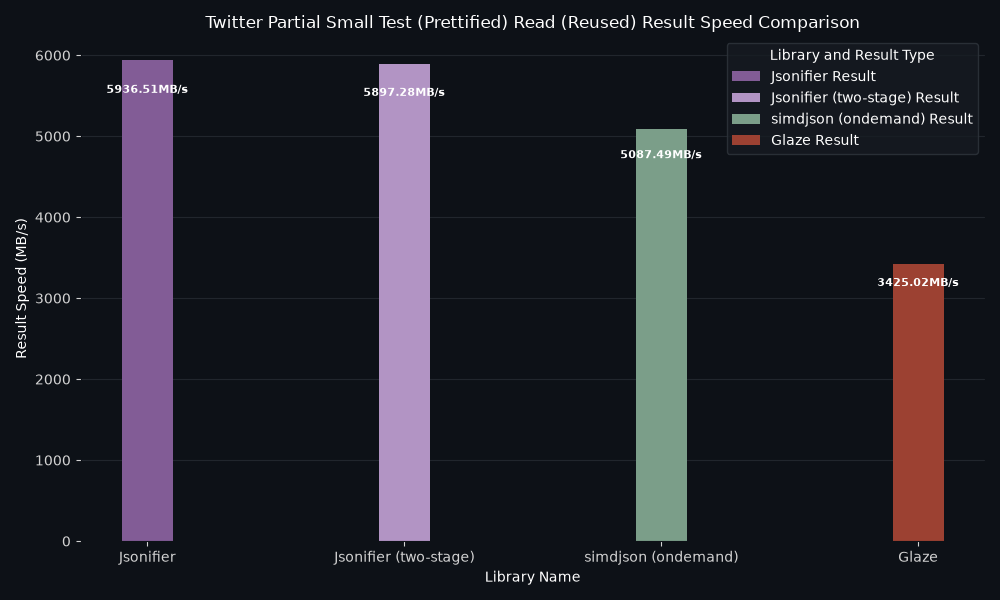 Twitter Partial Small Test (Prettified) Read (Reused) Result Speed Comparison
Library and Result Type
Jsonifier Result
Jsonifier (two-stage) Result
simdjson (ondemand) Result
Glaze Result
Result Speed (MB/s)
6000
5000
4000
3000
2000
1000
0
5936.51MB/s
5897.28MB/s
5087.49MB/s
3425.02MB/s
Jsonifier
Jsonifier (two-stage)
simdjson (ondemand)
Glaze
Library Name